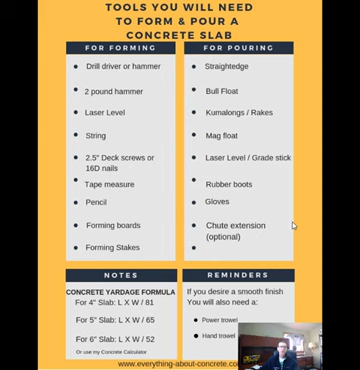 TOOLS YOU WILL NEED
TO FORM & POUR A
CONCRETE SLAB
FOR FORMING
Drill driver or hammer
2 pound hammer
Laser Level
String
2.5" Deck screws or
16D nails
Tape measure
Pencil
Forming boards
Forming Stakes
FOR POURING
Straightedge
Bull Float
Kumalongs / Rakes
Mag float
Laser Level / Grade stick
Rubber boots
Gloves
Chute extension
(optional)
NOTES
CONCRETE YARDAGE FORMULA
For 4" Slab: L X W / 81
For 5" Slab: L X W / 65
For 6" Slab: L X W / 52
Or use my Concrete Calculator
REMINDERS
If you desire a smooth finish
You will also need a:
Power trowel
Hand trowel
www.everything-about-concrete.co